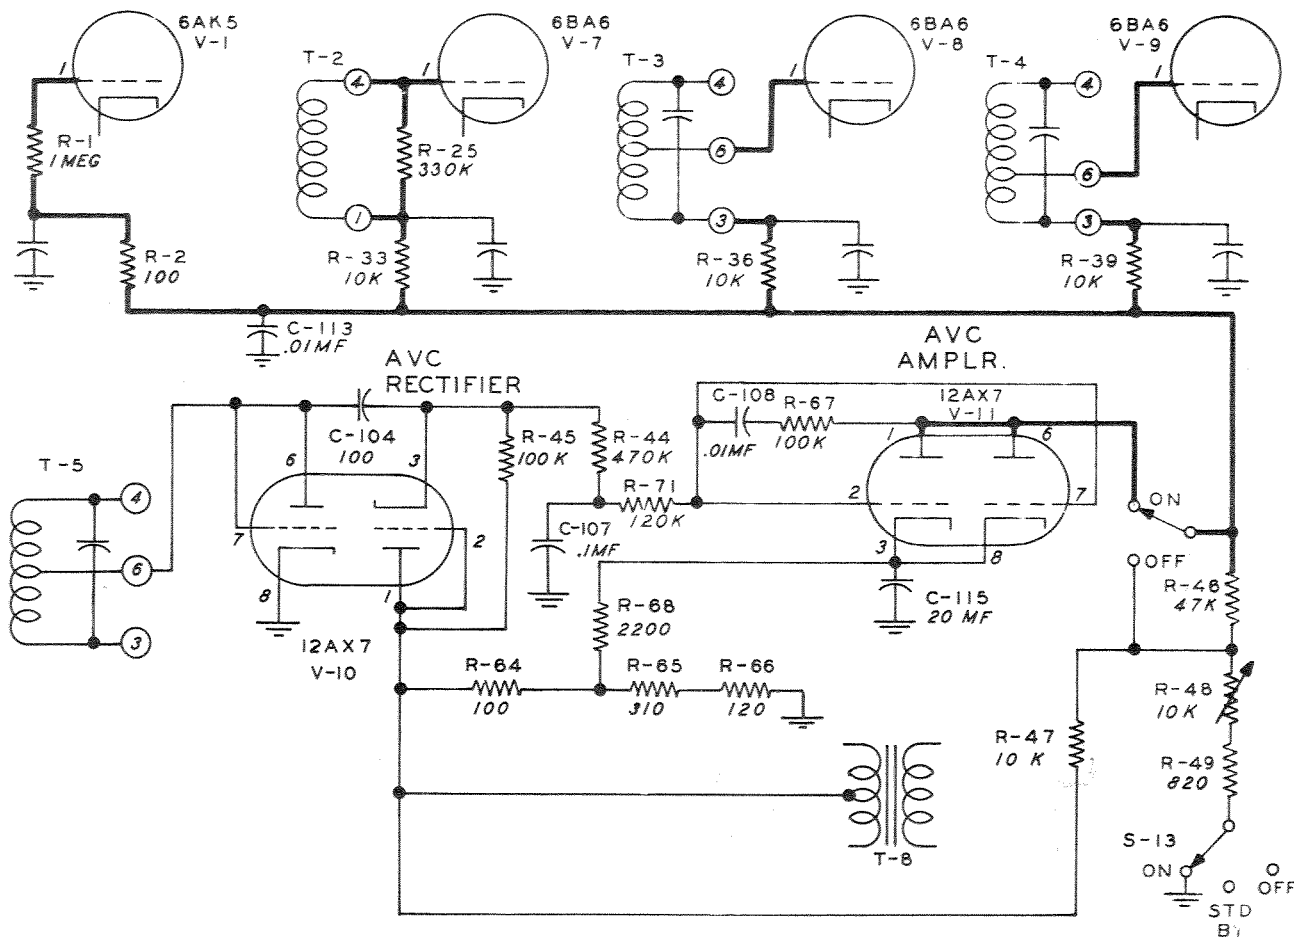 6AK5
V-1
1
R-1
1 MEG
R-2
100
T-2
4
1
1
6BA6
V-7
R-25
330K
R-33
10K
T-3
4
6
3
1
6BA6
V-8
R-36
10K
T-4
4
6
3
1
6BA6
V-9
R-39
10K
C-113
.01MF
AVC
RECTIFIER
C-104
100
6
3
7
2
8
1
12AX7
V-10
T-5
4
6
3
R-45
100K
R-44
470K
R-71
120K
C-107
.1MF
C-108
.01MF
R-67
100K
AVC
AMPLR.
12AX7
V-11
1
6
2
7
3
8
C-115
20 MF
R-68
2200
R-64
100
R-65
310
R-66
120
ON
OFF
R-46
47K
R-48
10K
R-47
10 K
R-49
820
T-8
S-13
ON
OFF
STD